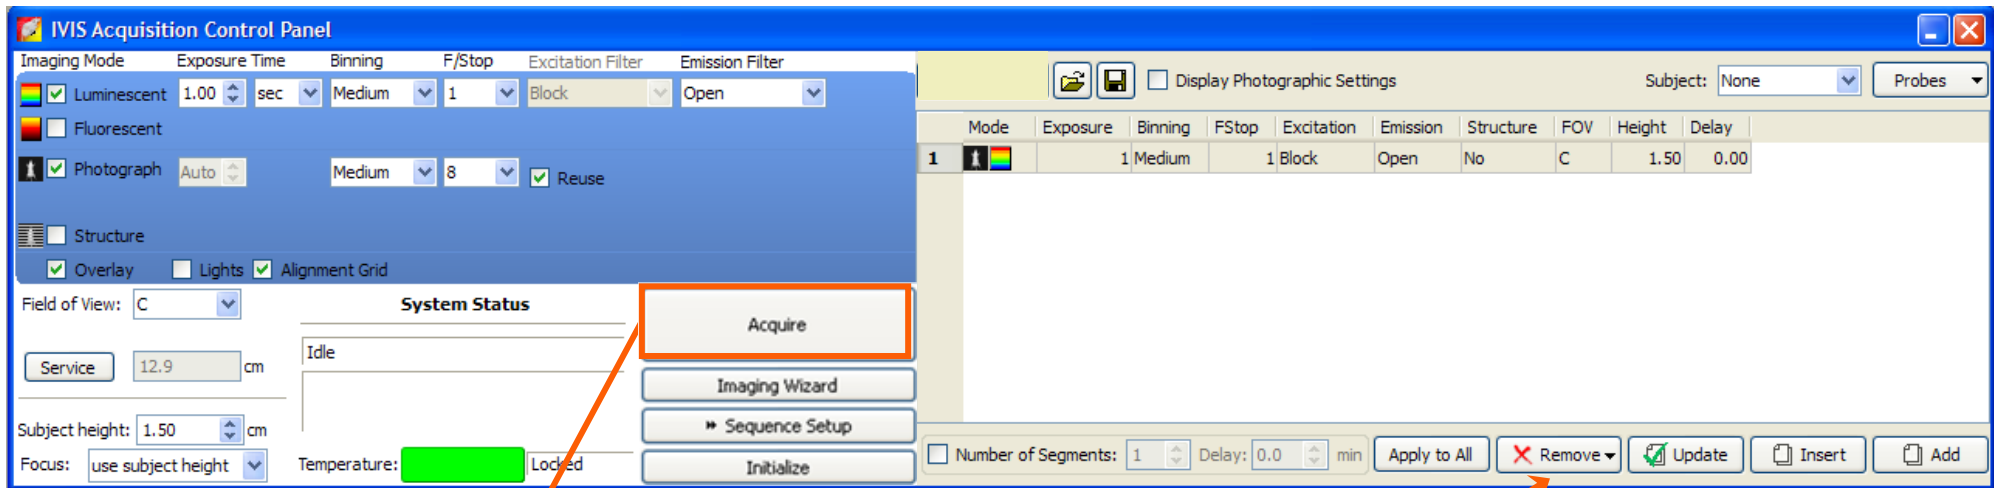 IVIS Acquisition Control Panel
Imaging Mode Exposure Time Binning F/Stop Excitation Filter Emission Filter
Luminescent 1.00 sec Medium 1 Block Open
Fluorescent
Photograph Auto Medium 8 Reuse
Structure
Overlay Lights Alignment Grid
Field of View: C
System Status
Idle
Service 12.9 cm
Subject height: 1.50 cm
Focus: use subject height
Temperature: Locked
Acquire
Imaging Wizard
Sequence Setup
Initialize
Display Photographic Settings Subject: None Probes
Mode Exposure Binning FStop Excitation Emission Structure FOV Height Delay
1 1 Medium 1 Block Open No C 1.50 0.00
Number of Segments: 1 Delay: 0.0 min Apply to All Remove Update Insert Add